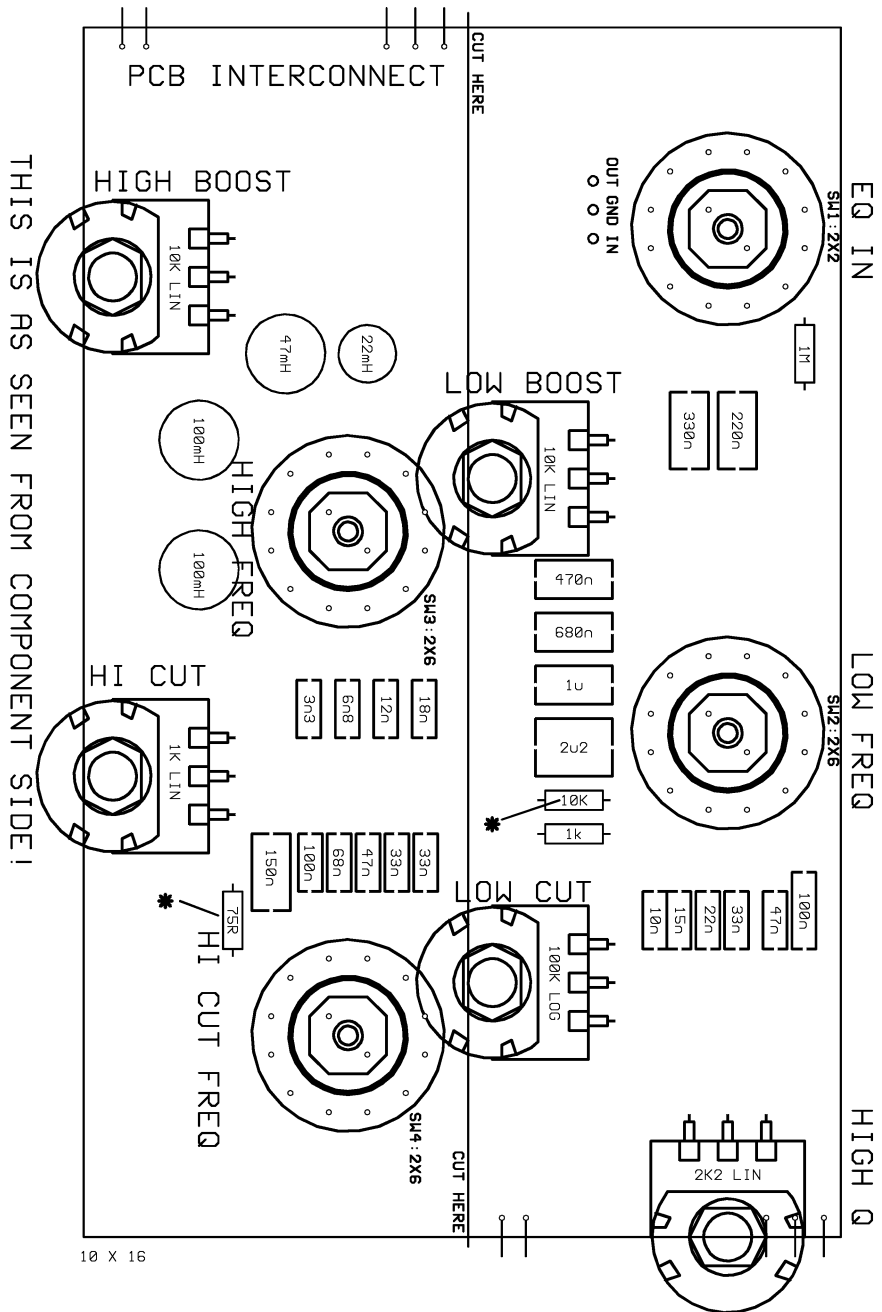 PCB INTERCONNECT
CUT HERE
EQ IN
SW1:2X2
OUT GND IN
HIGH BOOST
10K LIN
THIS IS AS SEEN FROM COMPONENT SIDE!
47mH
22mH
1M
LOW BOOST
10K LIN
330n
220n
100mH
100mH
HIGH FREQ
SW3:2X6
470n
680n
1u
2u2
10K
*
1k
LOW FREQ
SW2:2X6
HI CUT
1K LIN
3n3
6n8
12n
18n
150n
100n
68n
47n
33n
33n
*
75R
HI CUT FREQ
SW4:2X6
LOW CUT
100K LOG
10n
15n
22n
33n
47n
100n
HIGH Q
2K2 LIN
CUT HERE
10 X 16